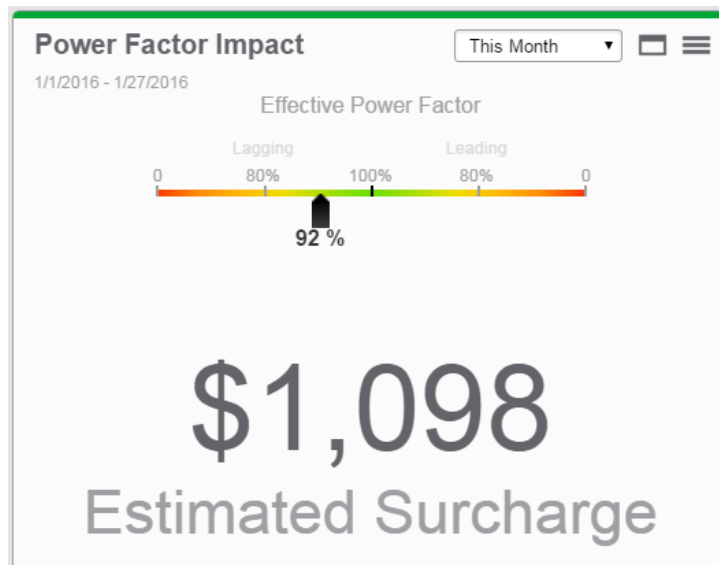 Power Factor Impact
This Month
1/1/2016 - 1/27/2016
Effective Power Factor
Lagging Leading
0 80% 100% 80% 0
92 %
$1,098
Estimated Surcharge